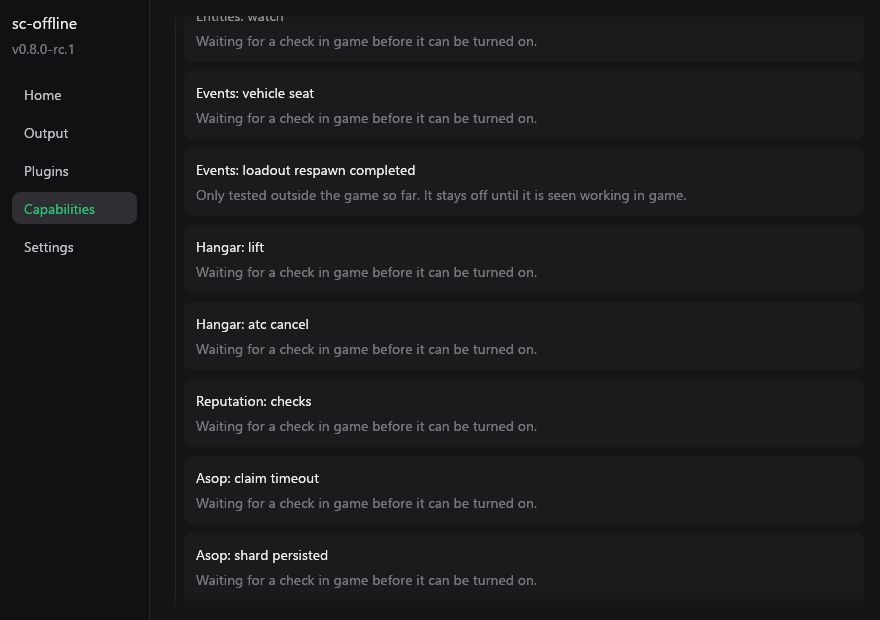 sc-offline
v0.8.0-rc.1
Home
Output
Plugins
Capabilities
Settings
Entities: watch
Waiting for a check in game before it can be turned on.
Events: vehicle seat
Waiting for a check in game before it can be turned on.
Events: loadout respawn completed
Only tested outside the game so far. It stays off until it is seen working in game.
Hangar: lift
Waiting for a check in game before it can be turned on.
Hangar: atc cancel
Waiting for a check in game before it can be turned on.
Reputation: checks
Waiting for a check in game before it can be turned on.
Asop: claim timeout
Waiting for a check in game before it can be turned on.
Asop: shard persisted
Waiting for a check in game before it can be turned on.